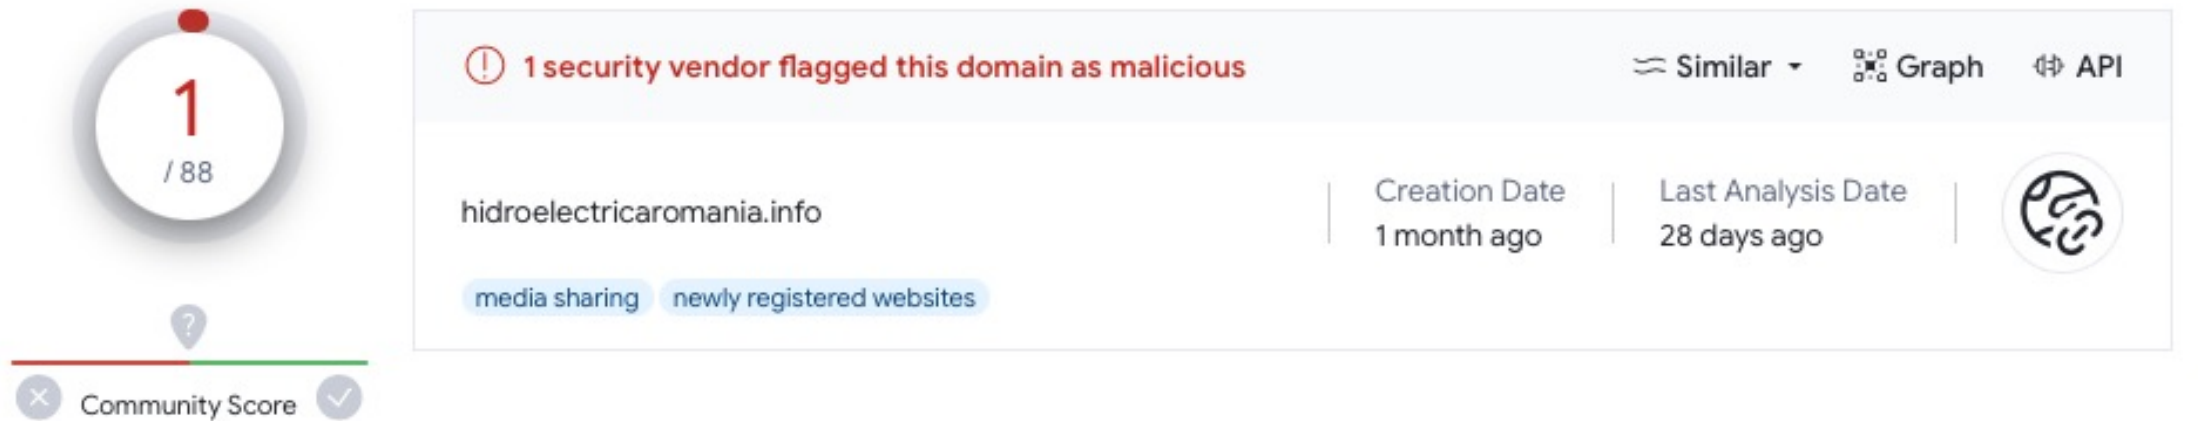 1
/ 88
?
Community Score
1 security vendor flagged this domain as malicious
Similar
Graph
API
hidroelectricaromania.info
Creation Date
1 month ago
Last Analysis Date
28 days ago
media sharing
newly registered websites